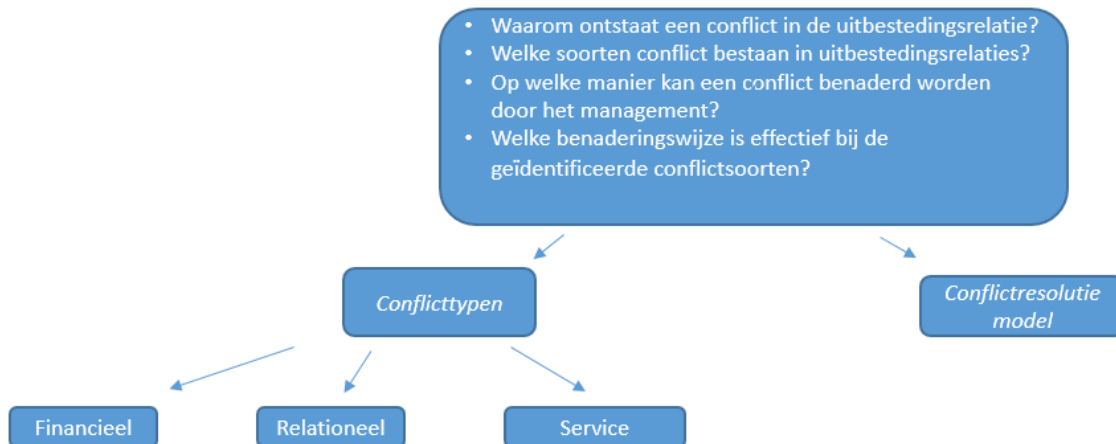 • Waarom ontstaat een conflict in de uitbestedingsrelatie?
• Welke soorten conflict bestaan in uitbestedingsrelaties?
• Op welke manier kan een conflict benaderd worden
door het management?
• Welke benaderingswijze is effectief bij de
geïdentificeerde conflictsoorten?
Conflicttypen
Conflictresolutie
model
Financieel
Relationeel
Service